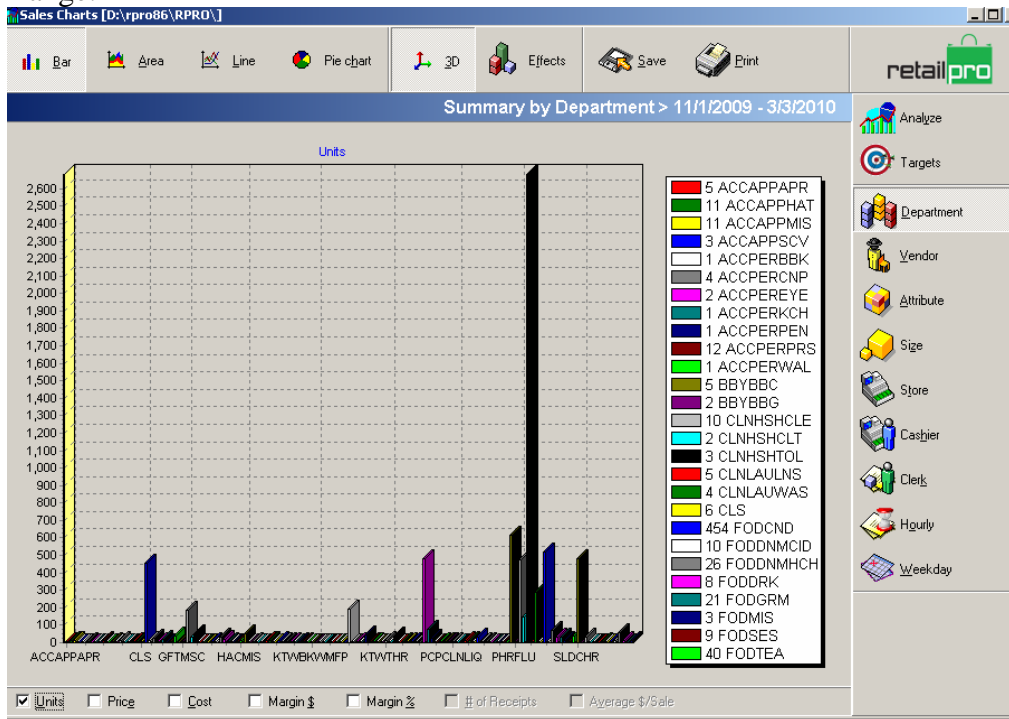 Sales Charts [D:\rpro86\RPRO\]
Bar Area Line Pie chart 3D Effects Save Print
retail pro
Summary by Department > 11/1/2009 - 3/3/2010
Units
2,600
2,500
2,400
2,300
2,200
2,100
2,000
1,900
1,800
1,700
1,600
1,500
1,400
1,300
1,200
1,100
1,000
900
800
700
600
500
400
300
200
100
0
ACCAPPAPR CLS GFTMSC HACMIS KTWBKWMFP KTWTHR PCPCLNLIQ PHRFLU SLDCHR
5 ACCAPPAPR
11 ACCAPPHAT
11 ACCAPPMIS
3 ACCAPPSCV
1 ACCPERBBK
4 ACCPERCNP
2 ACCPEREYE
1 ACCPERKCH
1 ACCPERPEN
12 ACCPERPRS
1 ACCPERWAL
5 BBYBBC
2 BBYBBG
10 CLNHSHCLE
2 CLNHSHCLT
3 CLNHSHTOL
5 CLNLAULNS
4 CLNLAUWAS
6 CLS
454 FODCND
10 FODDNMCID
26 FODDNMHCH
8 FODDRK
21 FODGRM
3 FODMIS
9 FODSES
40 FODTEA
Analyze
Targets
Department
Vendor
Attribute
Size
Store
Cashier
Clerk
Hourly
Weekday
Units Price Cost Margin $ Margin % # of Receipts Average $/Sale